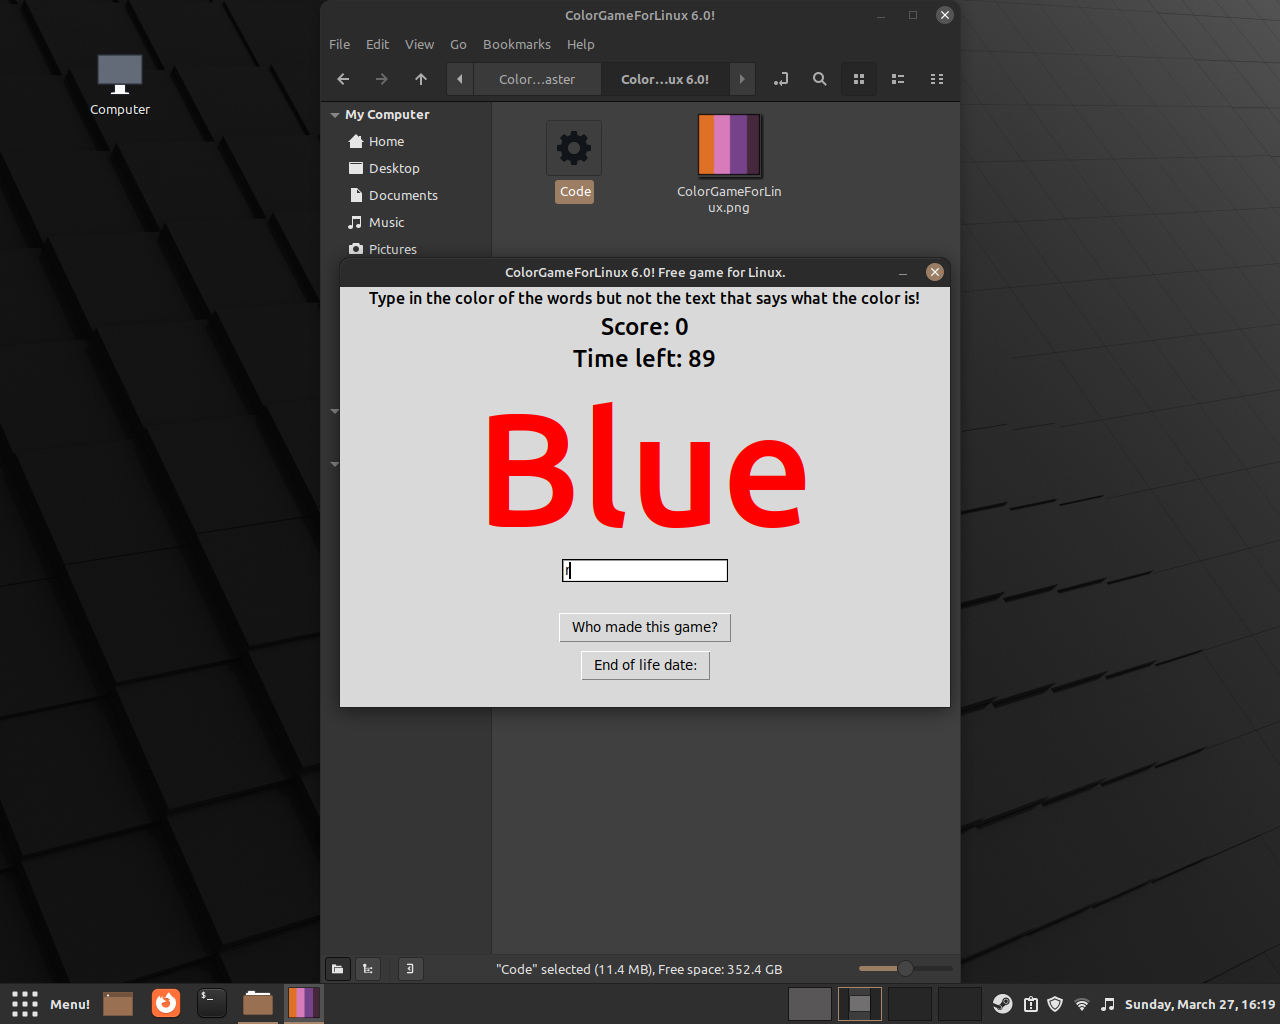 Computer
ColorGameForLinux 6.0!
File Edit View Go Bookmarks Help
Color...aster Color...ux 6.0!
My Computer
Home
Desktop
Documents
Music
Pictures
Code
ColorGameForLin
ux.png
ColorGameForLinux 6.0! Free game for Linux.
Type in the color of the words but not the text that says what the color is!
Score: 0
Time left: 89
Blue
r
Who made this game?
End of life date:
"Code" selected (11.4 MB), Free space: 352.4 GB
Menu!
$_
Sunday, March 27, 16:19